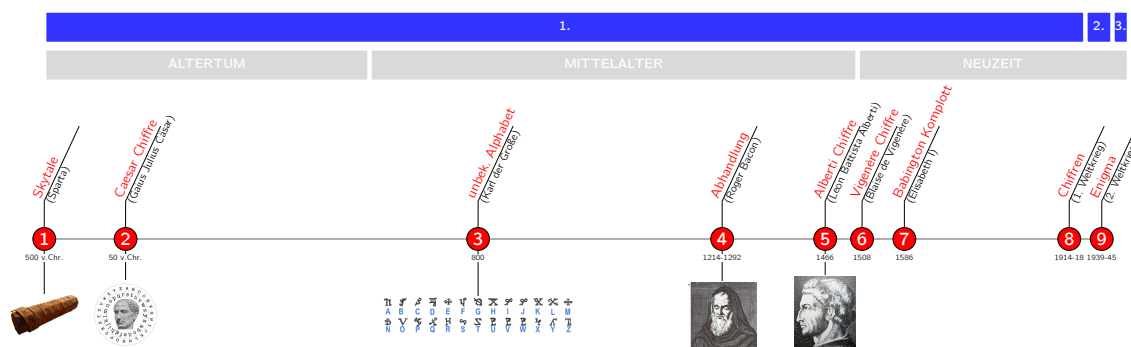 1. 2. 3.
ALTERTUM MITTELALTER NEUZEIT
Skytale
(Sparta)
Caesar Chiffre
(Gaius Julius Cäsar)
unbek. Alphabet
(Karl der Große)
Abhandlung
(Roger Bacon)
Alberti Chiffre
(Leon Battista Alberti)
Vigenère Chiffre
(Blaise de Vigenère)
Babington Komplott
(Elisabeth I)
Chiffren
(1. Weltkrieg)
Enigma
(2. Weltkrieg
1 2 3 4 5 6 7 8 9
500 v.Chr. 50 v.Chr. 800 1214-1292 1466 1508 1586 1914-18 1939-45
A B C D E F G H I J K L M
N O P Q R S T U V W X Y Z